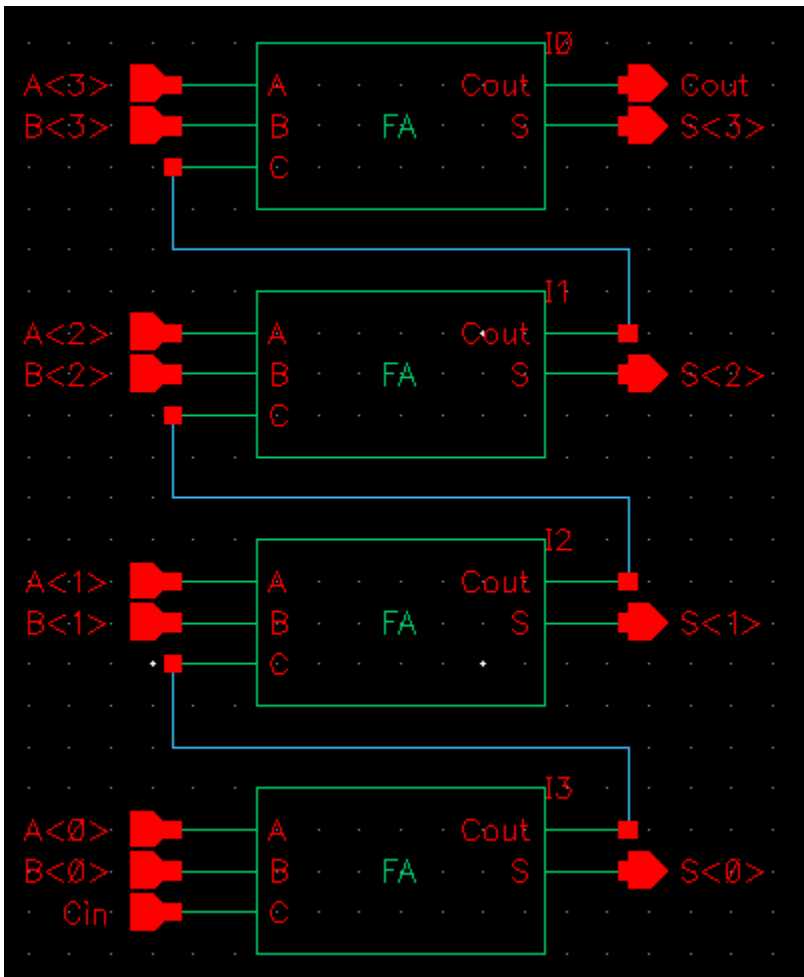 I0
A<3> A Cout Cout
B<3> B FA S S<3>
C
I1
A<2> A Cout
B<2> B FA S S<2>
C
I2
A<1> A Cout
B<1> B FA S S<1>
C
I3
A<0> A Cout
B<0> B FA S S<0>
Cin C